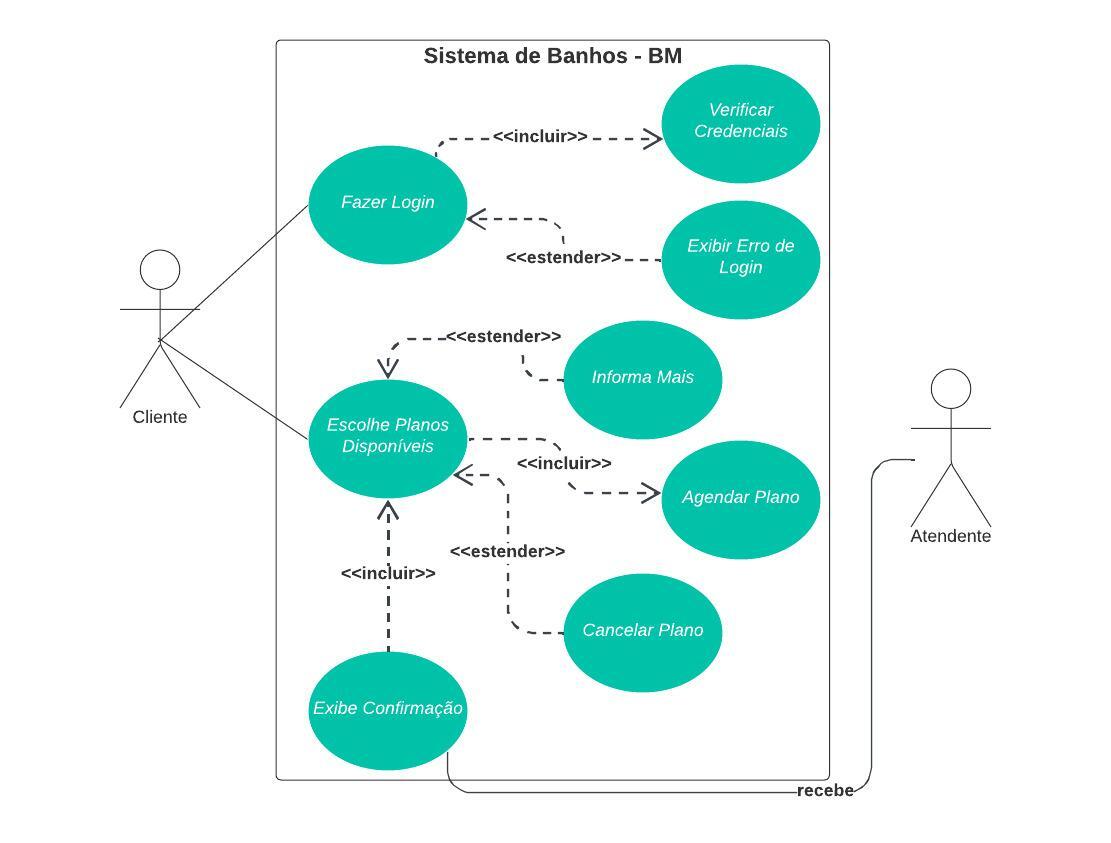 Sistema de Banhos - BM
Verificar
Credenciais
<<incluir>>
Fazer Login
Exibir Erro de
Login
<<estender>>
<<estender>>
Informa Mais
Cliente
Escolhe Planos
Disponíveis
<<incluir>>
Agendar Plano
Atendente
<<estender>>
<<incluir>>
Cancelar Plano
Exibe Confirmação
recebe